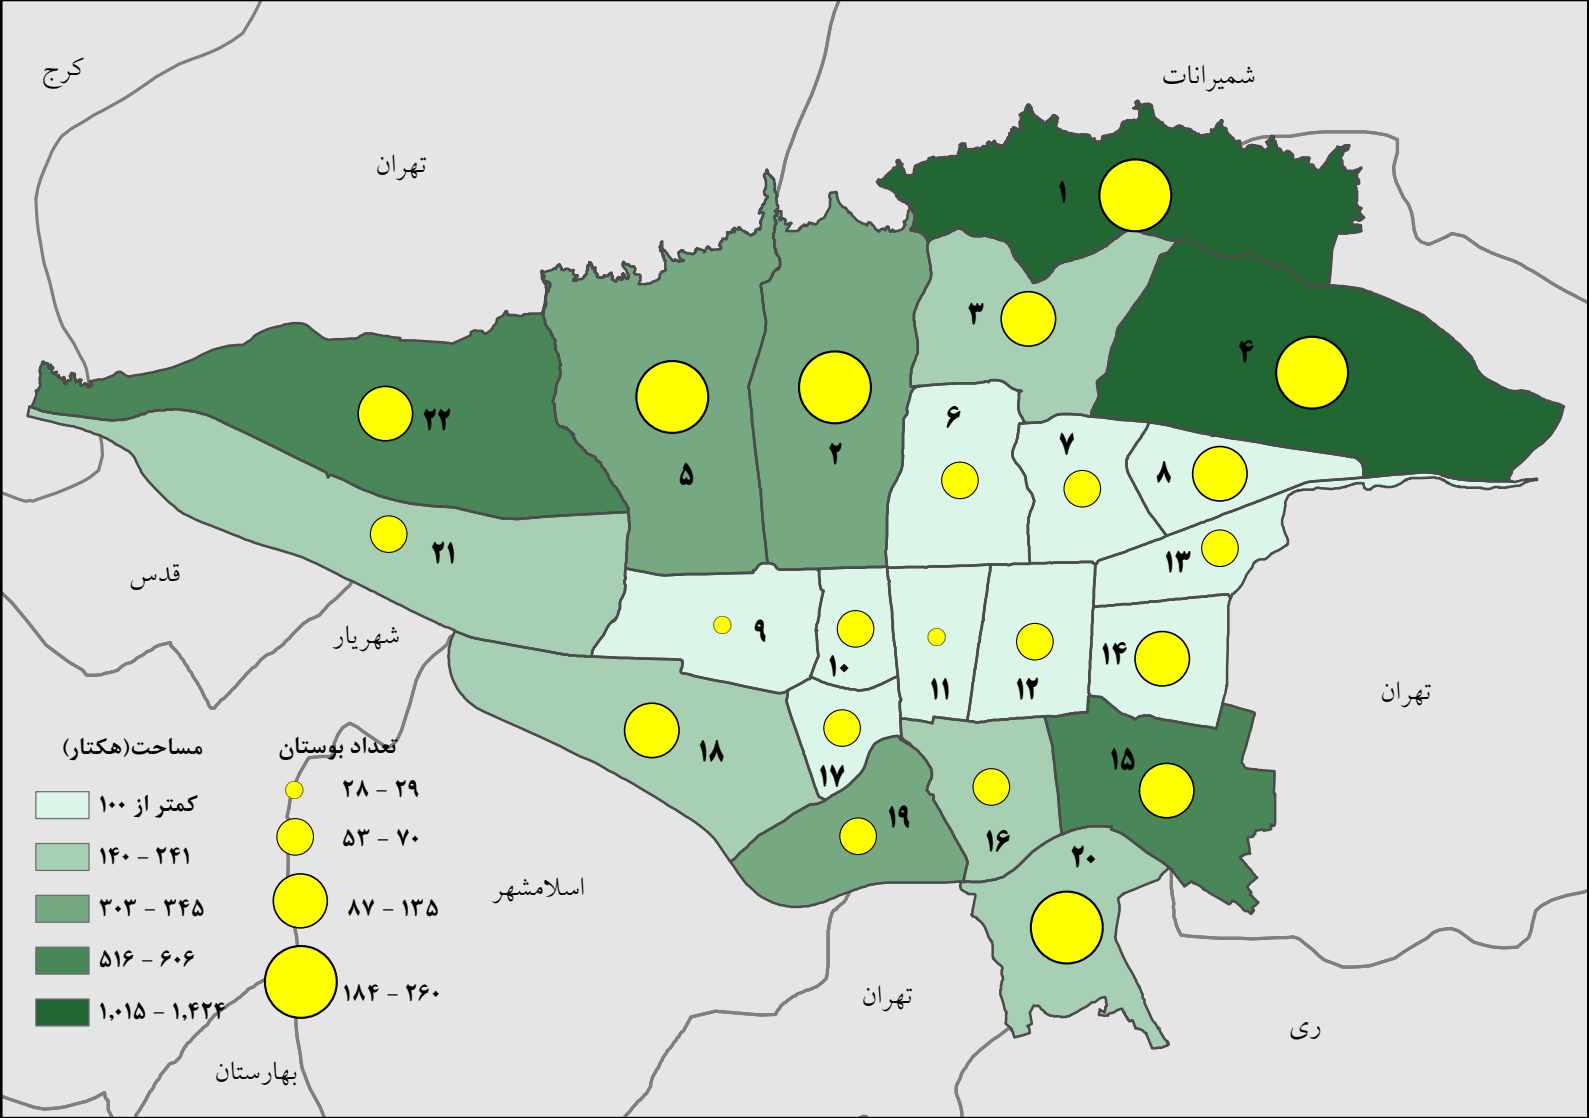 کرج
شمیرانات
تهران
۱
۳
۴
۲۲
۶
۷
۲
۵
۸
۲۱
۱۳
قدس
شهریار
۹
۱۰
۱۱
۱۲
۱۴
تهران
۱۸
۱۷
۱۵
۱۹
۱۶
۲۰
مساحت(هکتار)
کمتر از ۱۰۰
۱۴۰ - ۲۴۱
۳۰۳ - ۳۴۵
۵۱۶ - ۶۰۶
۱,۰۱۵ - ۱,۴۲۴
تعداد بوستان
۲۸ - ۲۹
۵۳ - ۷۰
۸۷ - ۱۳۵
۱۸۴ - ۲۶۰
اسلامشهر
تهران
ری
بهارستان